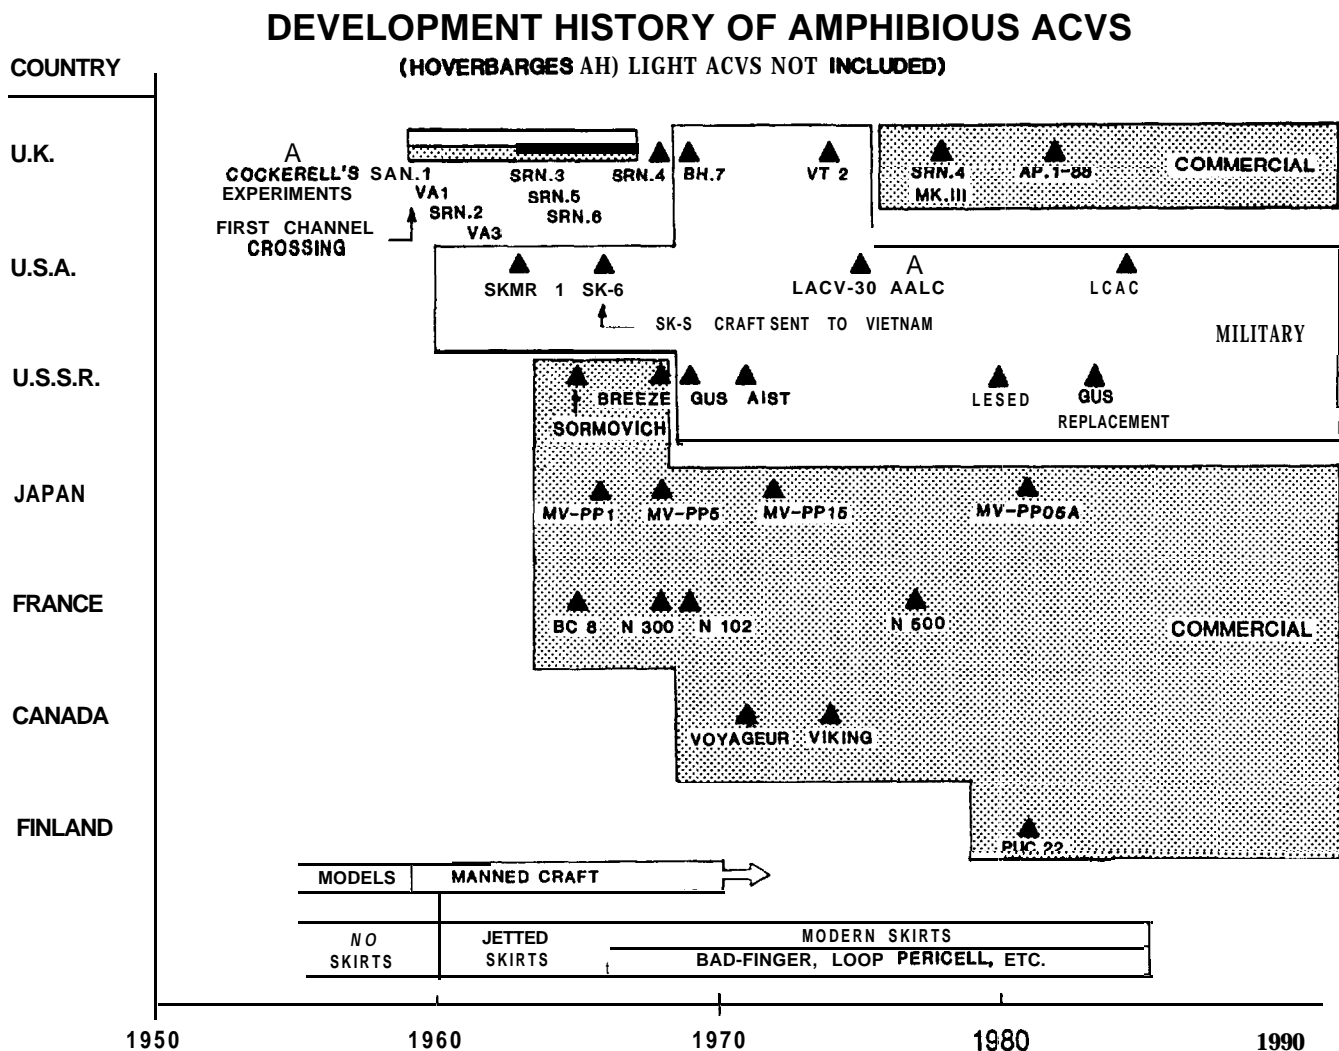 DEVELOPMENT HISTORY OF AMPHIBIOUS ACVS
(HOVERBARGES AH) LIGHT ACVS NOT INCLUDED)
COUNTRY
U.K.
A
COCKERELL'S
EXPERIMENTS
SAN.1
VA1
SRN.2
VA3
SRN.3
SRN.5
SRN.6
SRN.4
BH.7
VT 2
SRN.4
MK.III
AP.1-88
COMMERCIAL
FIRST CHANNEL
CROSSING
U.S.A.
SKMR 1
SK-6
LACV-30
A
AALC
LCAC
SK-S CRAFT SENT TO VIETNAM
MILITARY
U.S.S.R.
BREEZE
GUS
AIST
LESED
GUS
REPLACEMENT
SORMOVICH
JAPAN
MV-PP1
MV-PP5
MV-PP15
MV-PP05A
FRANCE
BC 8
N 300
N 102
N 500
COMMERCIAL
CANADA
VOYAGEUR
VIKING
FINLAND
PUC 22
MODELS
MANNED CRAFT
NO
SKIRTS
JETTED
SKIRTS
MODERN SKIRTS
t
BAD-FINGER, LOOP PERICELL, ETC.
1950
1960
1970
1980
1990